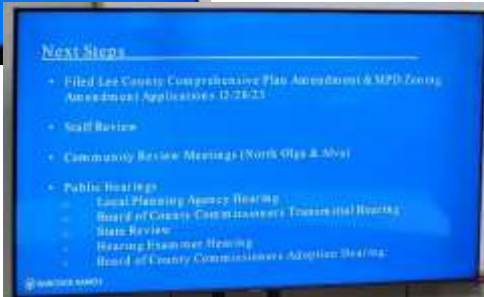 Next Steps
• Filed Lee County Comprehensive Plan Amendment & MPD Zoning
Amendment Applications 12/28/23
• Staff Review
• Community Review Meetings (North Olga & Alva)
• Public Hearings
- Local Planning Agency Hearing
- Board of County Commissioners Transmittal Hearing
- State Review
- Hearing Examiner Hearing
- Board of County Commissioners Adoption Hearing
BABCOCK RANCH